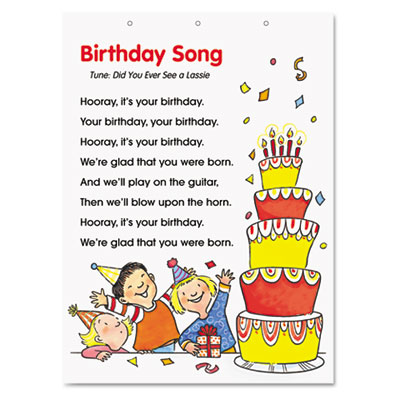 Birthday Song
Tune: Did You Ever See a Lassie
Hooray, it's your birthday.
Your birthday, your birthday.
Hooray, it's your birthday.
We're glad that you were born.
And we'll play on the guitar,
Then we'll blow upon the horn.
Hooray, it's your birthday.
We're glad that you were born.